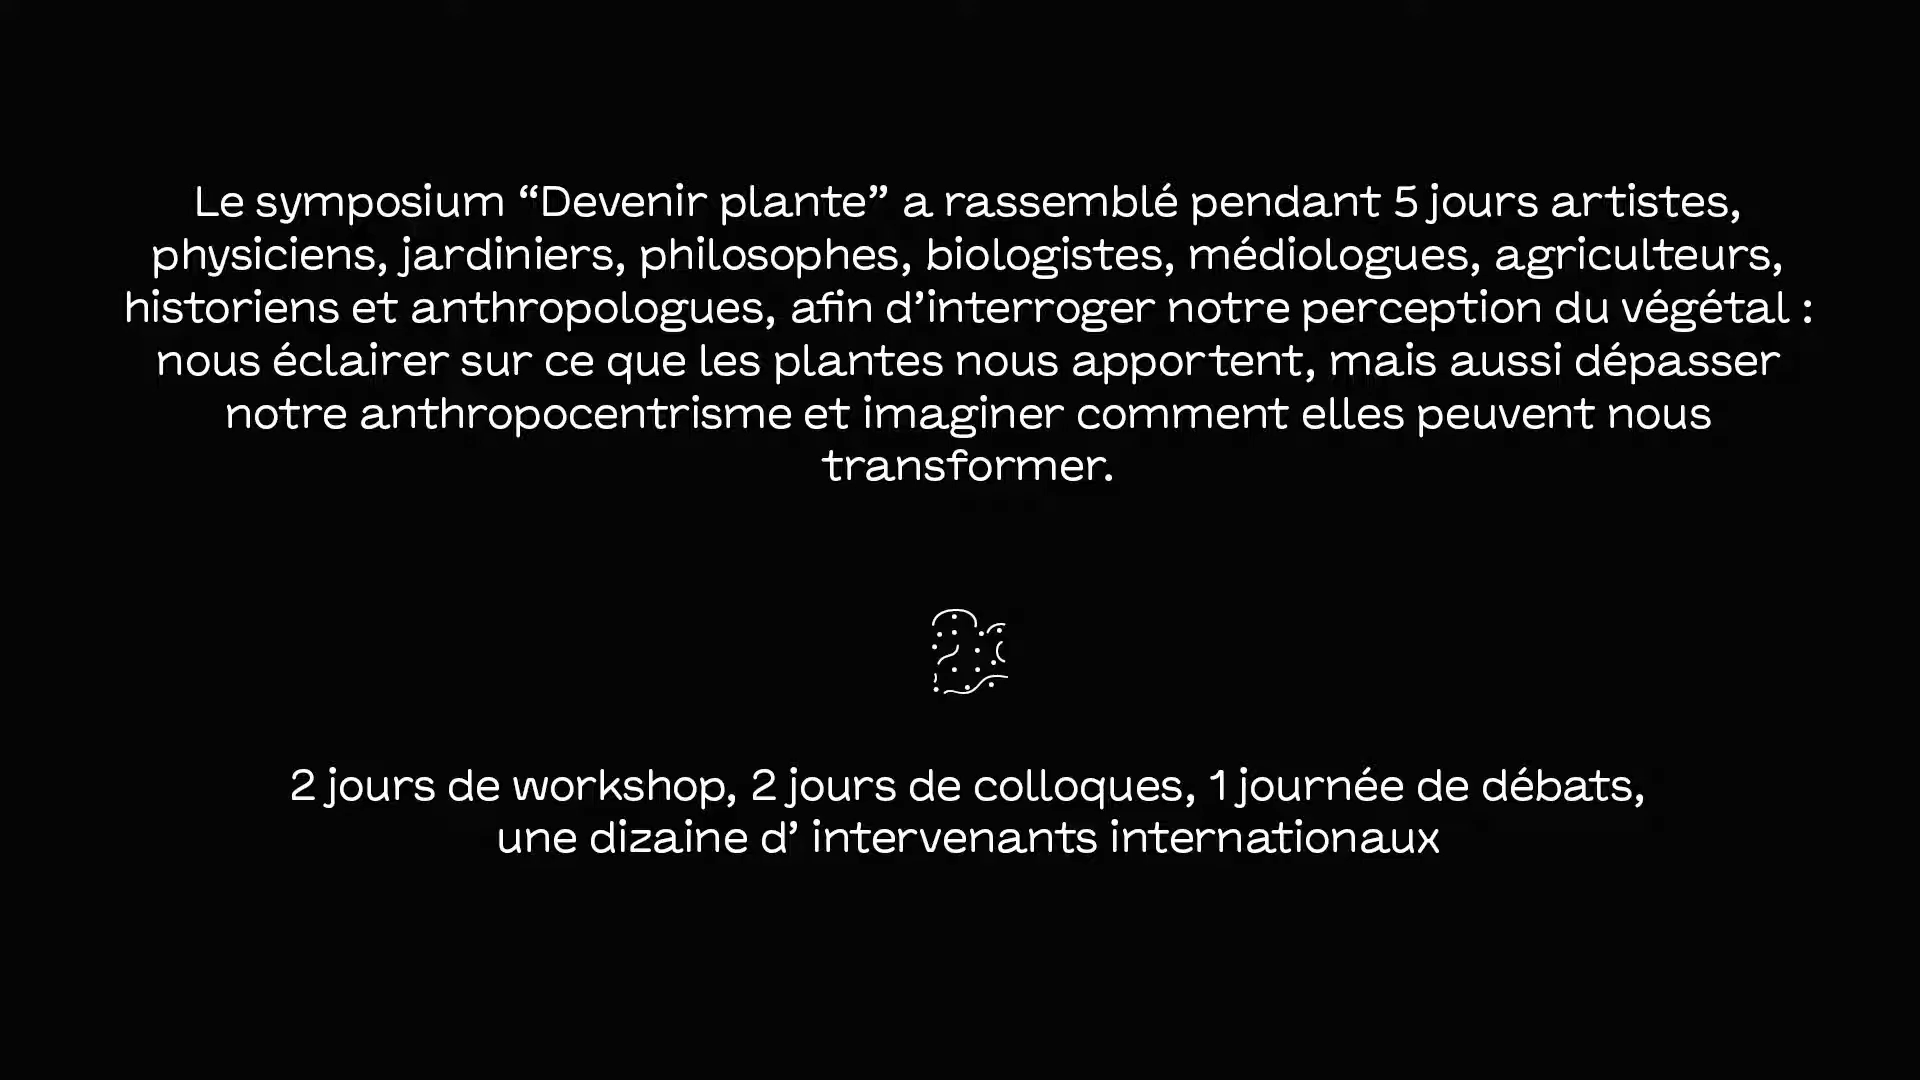 Le symposium “Devenir plante” a rassemblé pendant 5 jours artistes,
physiciens, jardiniers, philosophes, biologistes, médiologues, agriculteurs,
historiens et anthropologues, afin d’interroger notre perception du végétal :
nous éclairer sur ce que les plantes nous apportent, mais aussi dépasser
notre anthropocentrisme et imaginer comment elles peuvent nous
transformer.
2 jours de workshop, 2 jours de colloques, 1 journée de débats,
une dizaine d’ intervenants internationaux